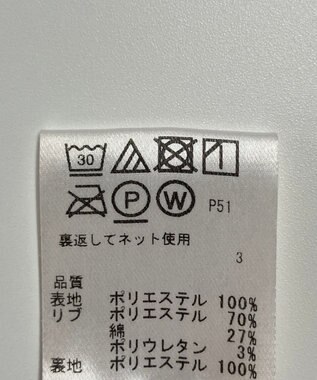 30
P W P51
裏返してネット使用
3
品質
表地 ポリエステル 100%
リブ ポリエステル 70%
綿 27%
ポリウレタン 3%
裏地 ポリエステル 100%